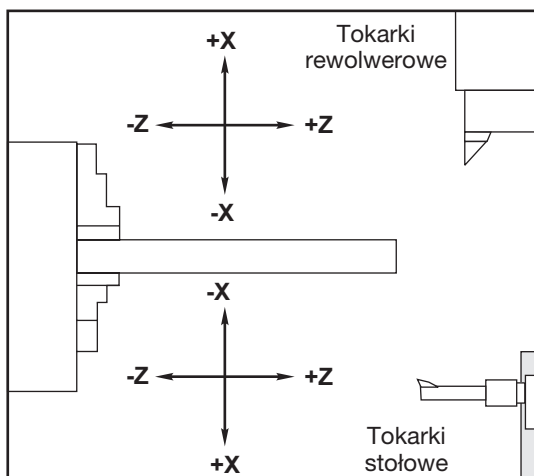 +X
Tokarki
rewolwerowe
-Z
+Z
-X
-X
-Z
+Z
+X
Tokarki
stołowe